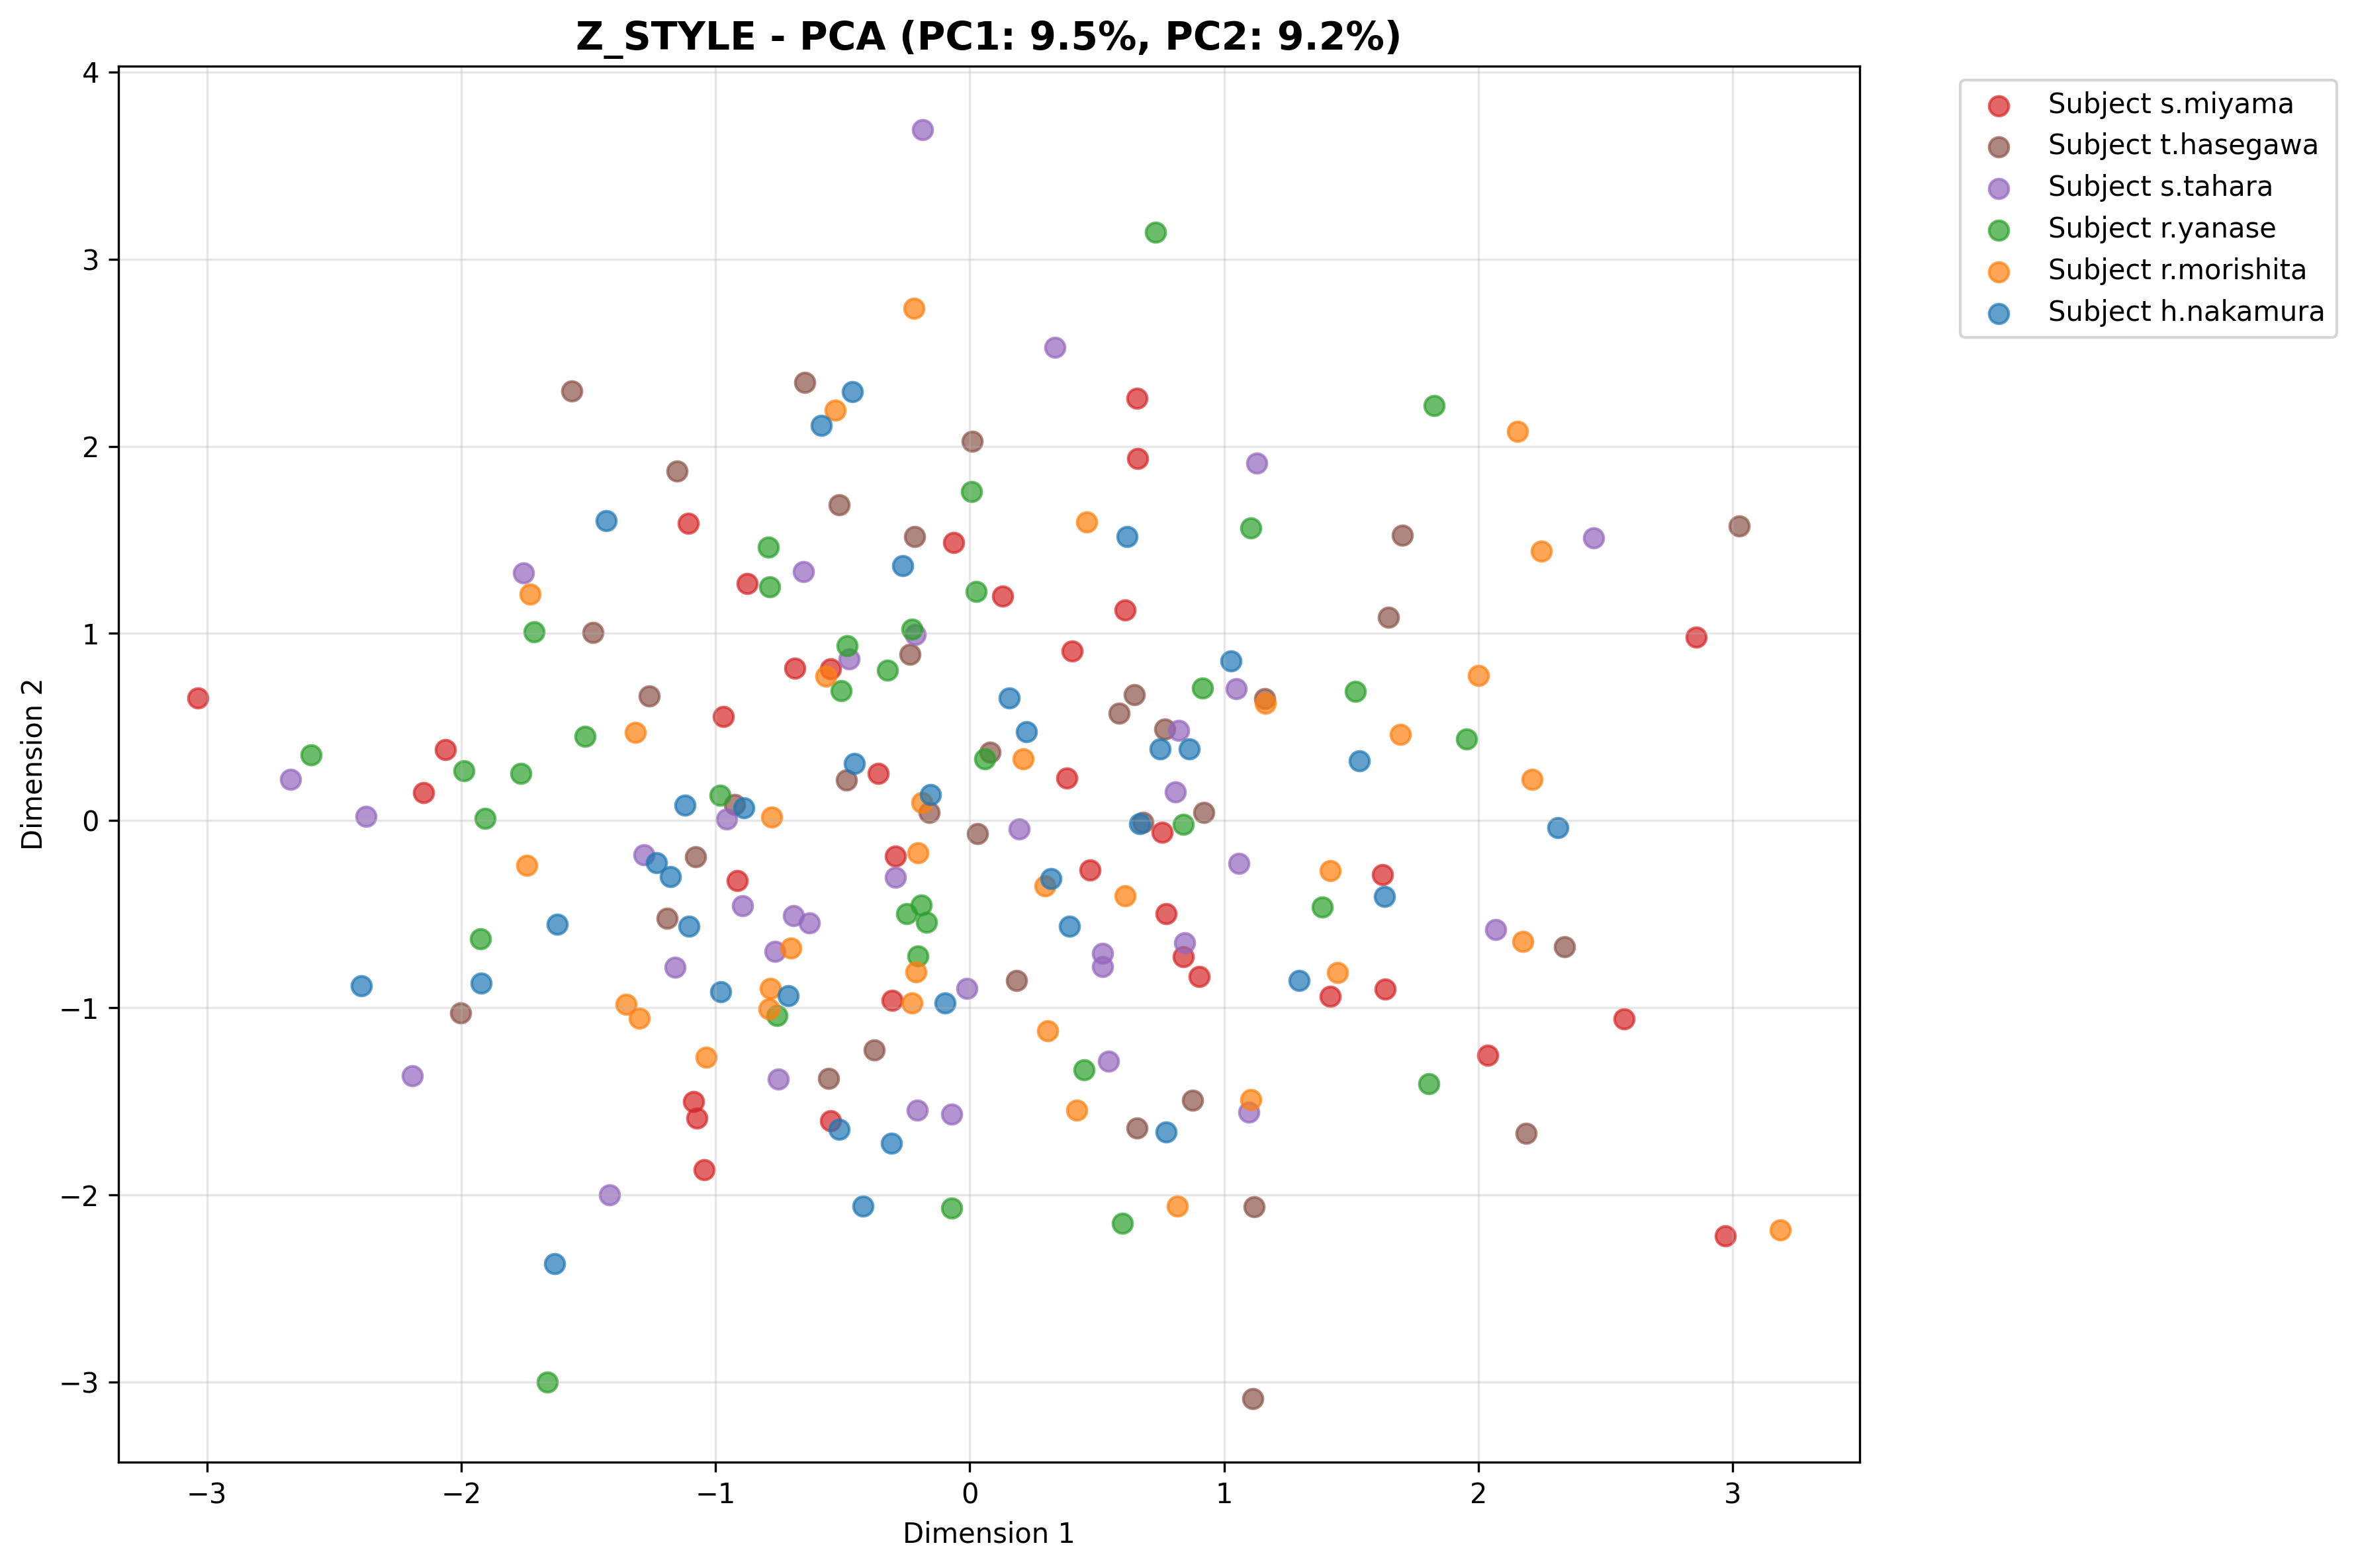 Z_STYLE - PCA (PC1: 9.5%, PC2: 9.2%)
Subject s.miyama
Subject t.hasegawa
Subject s.tahara
Subject r.yanase
Subject r.morishita
Subject h.nakamura
Dimension 2
4
3
2
1
0
−1
−2
−3
−3 −2 −1 0 1 2 3
Dimension 1